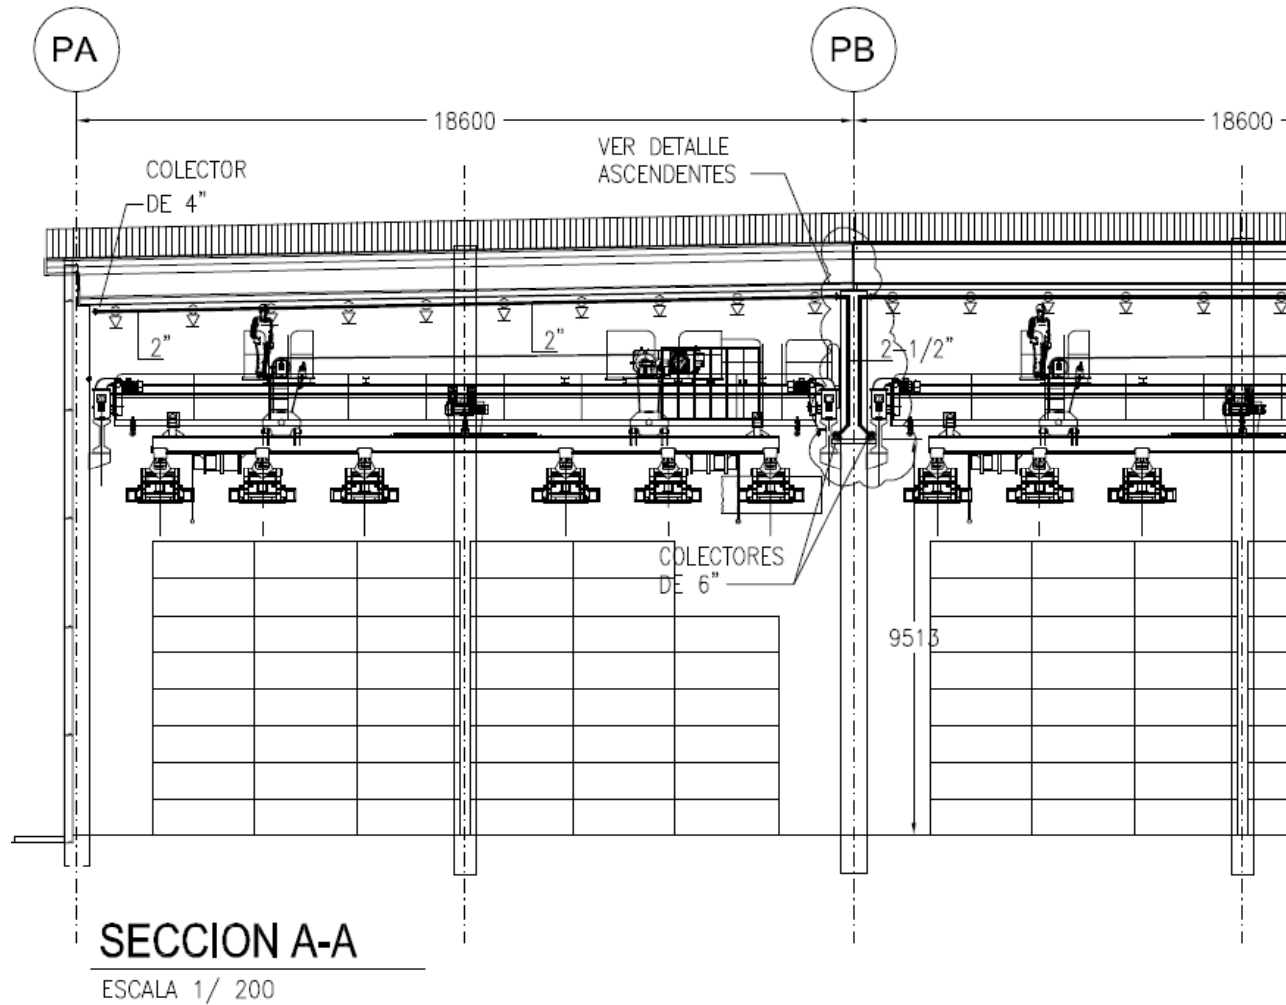 PA
PB
18600
18600
COLECTOR
DE 4"
VER DETALLE
ASCENDENTES
2"
2"
2-1/2"
COLECTORES
DE 6"
9513
SECCION A-A
ESCALA 1/ 200